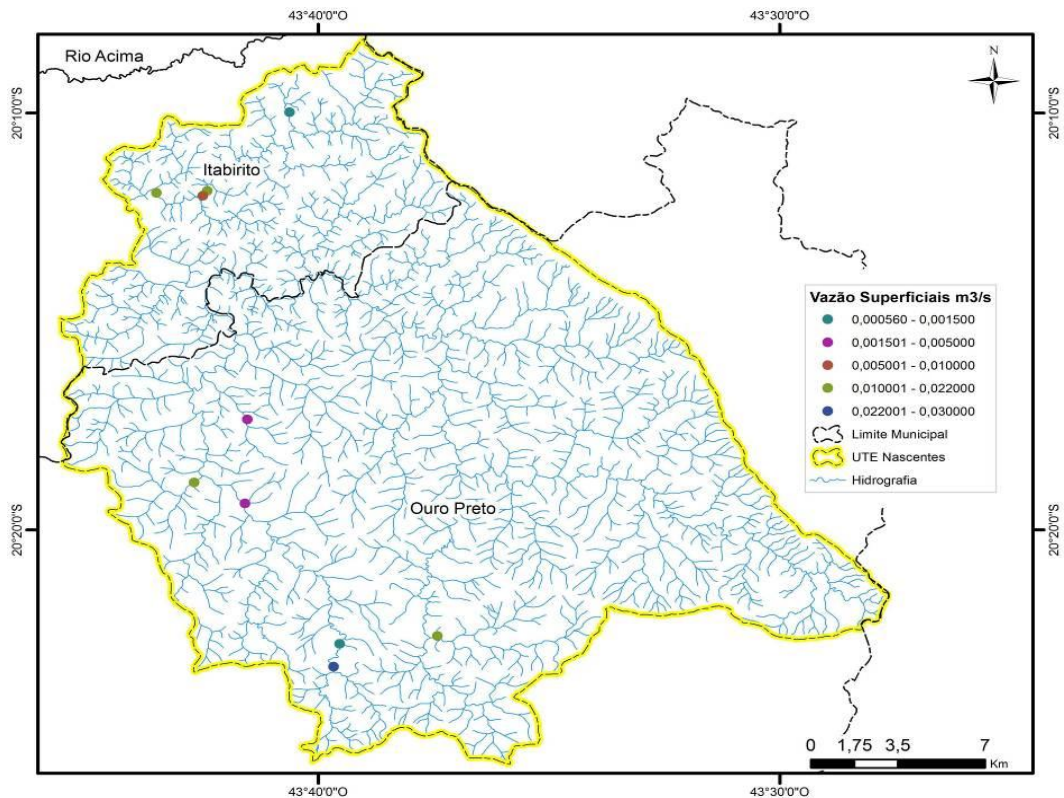 43°40'0"O
43°30'0"O
Rio Acima
N
20°10'0"S
20°10'0"S
Itabirito
Vazão Superficiais m3/s
0,000560 - 0,001500
0,001501 - 0,005000
0,005001 - 0,010000
0,010001 - 0,022000
0,022001 - 0,030000
Limite Municipal
UTE Nascentes
Hidrografia
Ouro Preto
20°20'0"S
20°20'0"S
0 1,75 3,5 7
Km
43°40'0"O
43°30'0"O